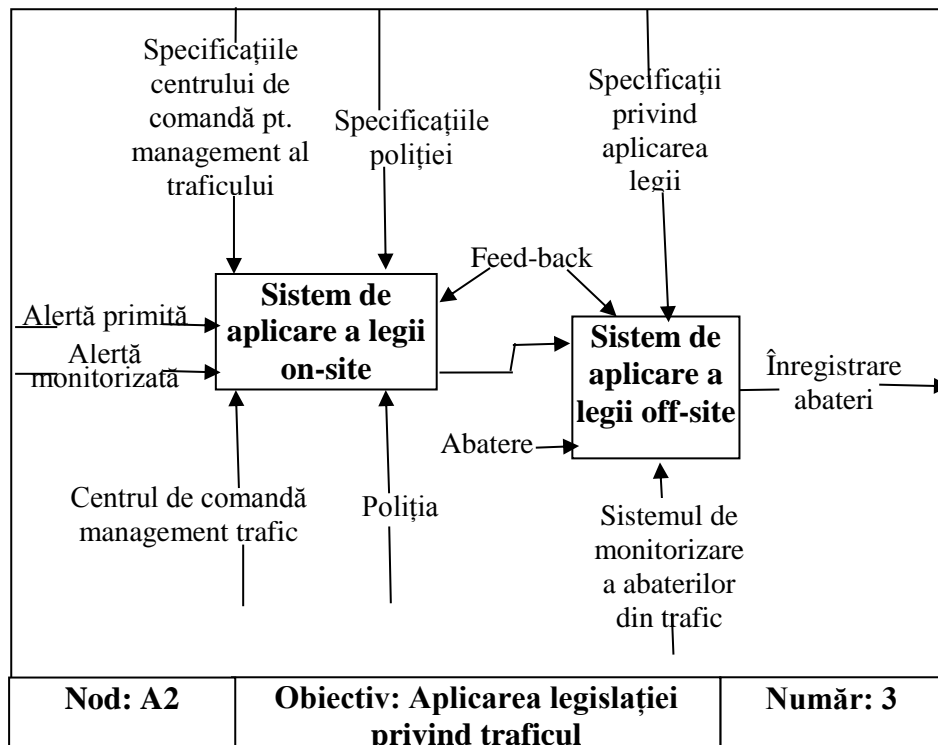 Specificațiile
centrului de
comandă pt.
management al
traficului
Specificațiile
poliției
Specificații
privind
aplicarea
legii
Feed-back
Alertă primită
Alertă
monitorizată
Sistem de
aplicare a legii
on-site
Sistem de
aplicare a
legii off-site
Înregistrare
abateri
Abatere
Centrul de comandă
management trafic
Poliția
Sistemul de
monitorizare
a abaterilor
din trafic
Nod: A2
Obiectiv: Aplicarea legislației
privind traficul
Număr: 3